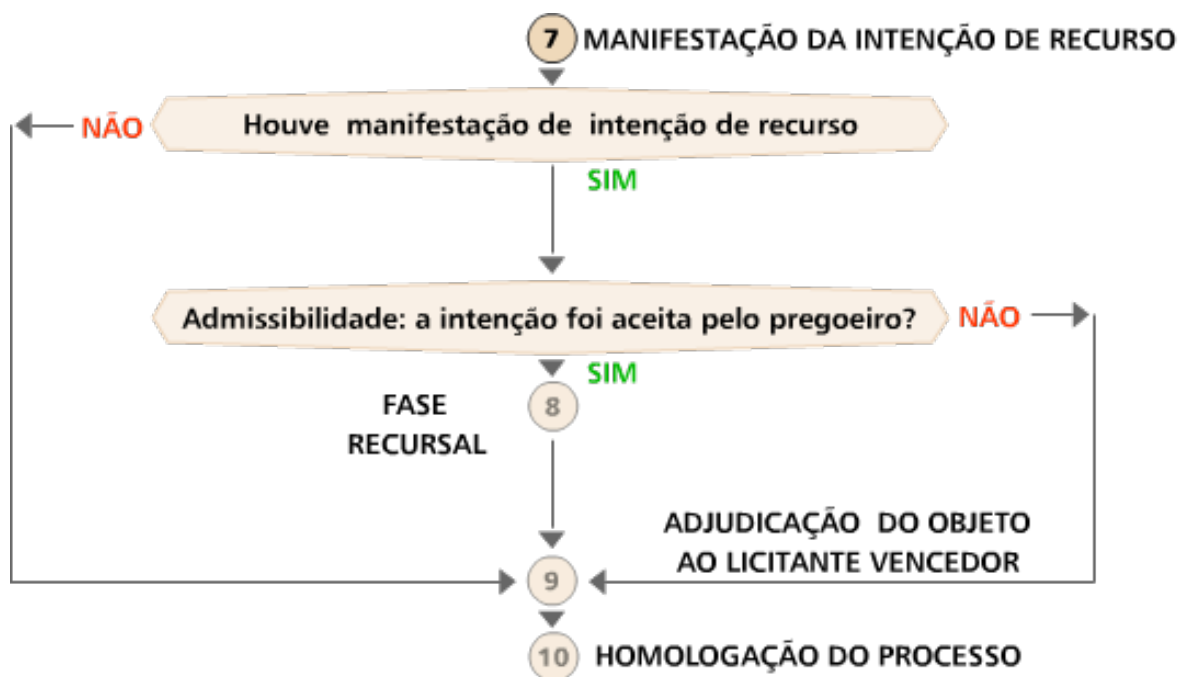 7 MANIFESTAÇÃO DA INTENÇÃO DE RECURSO
NÃO Houve manifestação de intenção de recurso
SIM
Admissibilidade: a intenção foi aceita pelo pregoeiro? NÃO
SIM
FASE
RECURSAL
8
ADJUDICAÇÃO DO OBJETO
AO LICITANTE VENCEDOR
9
10 HOMOLOGAÇÃO DO PROCESSO